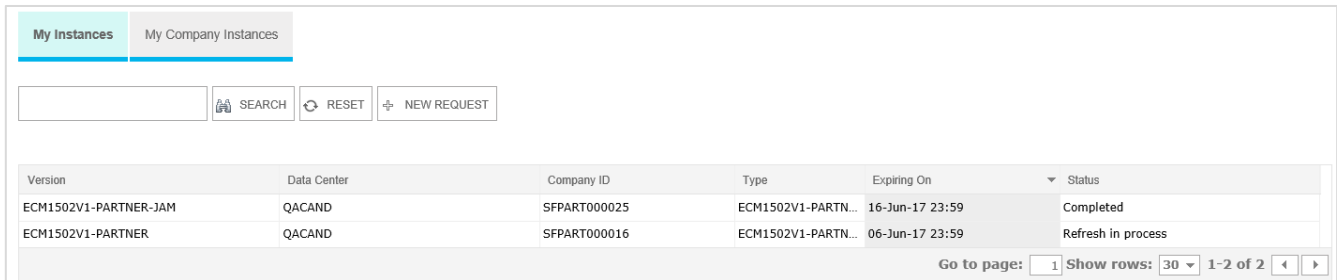 My Instances My Company Instances
SEARCH RESET NEW REQUEST
Version Data Center Company ID Type Expiring On Status
ECM1502V1-PARTNER-JAM QACAND SFPART000025 ECM1502V1-PARTN... 16-Jun-17 23:59 Completed
ECM1502V1-PARTNER QACAND SFPART000016 ECM1502V1-PARTN... 06-Jun-17 23:59 Refresh in process
Go to page: 1 Show rows: 30 1-2 of 2